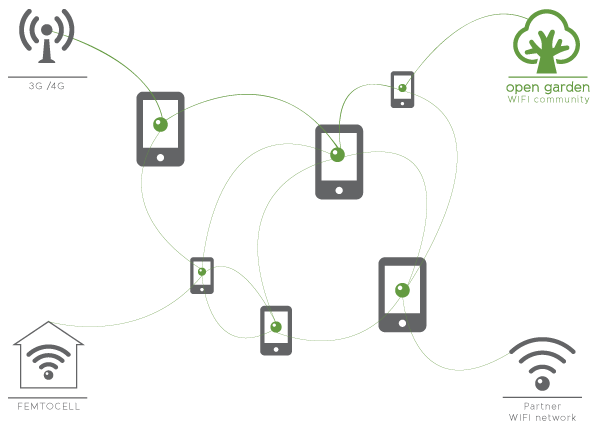 3G /4G
open garden
WIFI community
FEMTOCELL
Partner
WIFI network